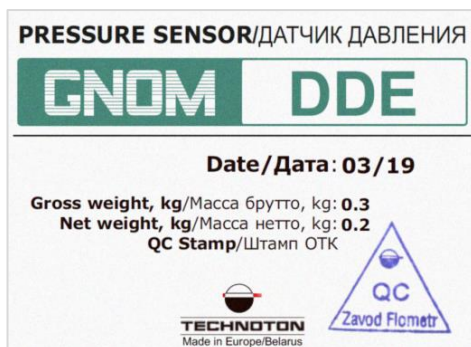 PRESSURE SENSOR/ДАТЧИК ДАВЛЕНИЯ
GNOM DDE
Date/Дата: 03/19
Gross weight, kg/Масса брутто, kg: 0.3
Net weight, kg/Масса нетто, kg: 0.2
QC Stamp/Штамп ОТК
QC
Zavod Flometr
TECHNOTON
Made in Europe/Belarus